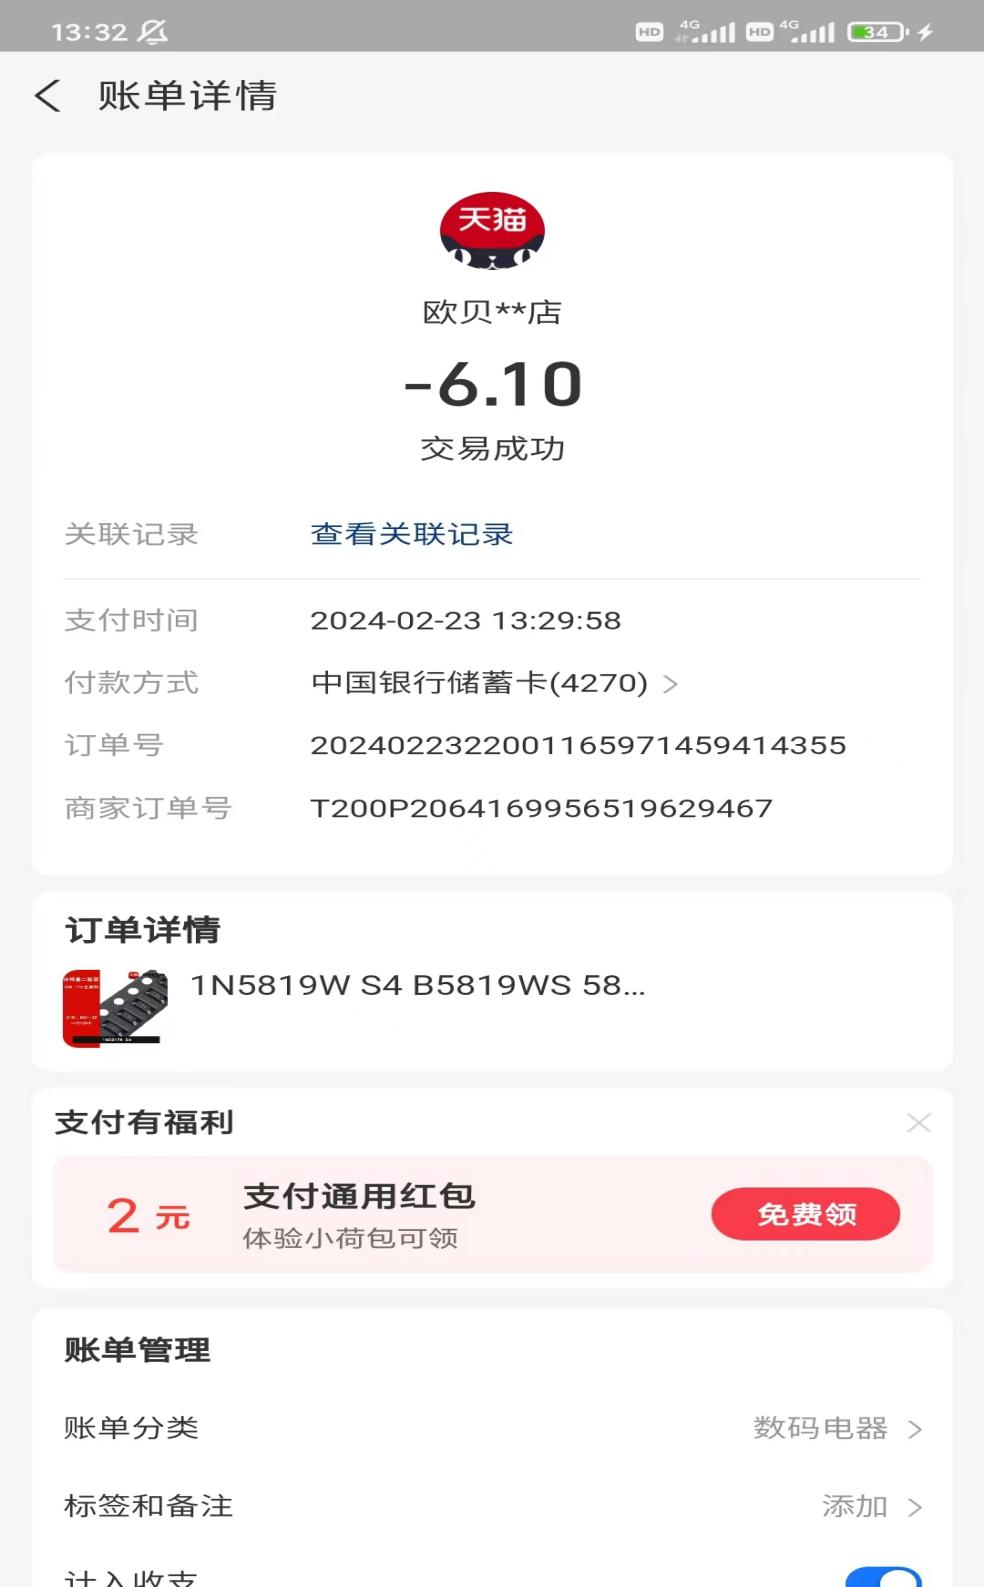 13:32 HD 4G HD 4G 34
账单详情
天猫
欧贝**店
-6.10
交易成功
关联记录 查看关联记录
支付时间 2024-02-23 13:29:58
付款方式 中国银行储蓄卡(4270)
订单号 2024022322001165971459414355
商家订单号 T200P2064169956519629467
订单详情
1N5819W S4 B5819WS 58...
支付有福利
2 元 支付通用红包 免费领
体验小荷包可领
账单管理
账单分类 数码电器
标签和备注 添加
计入收支